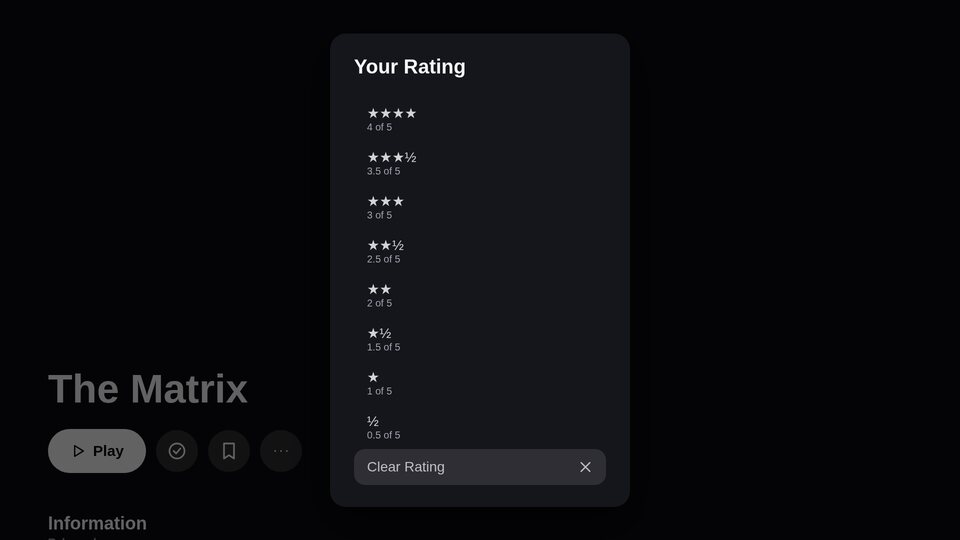 Your Rating
★★★★
4 of 5
★★★½
3.5 of 5
★★★
3 of 5
★★½
2.5 of 5
★★
2 of 5
★½
1.5 of 5
★
1 of 5
½
0.5 of 5
Clear Rating
The Matrix
Play
Information